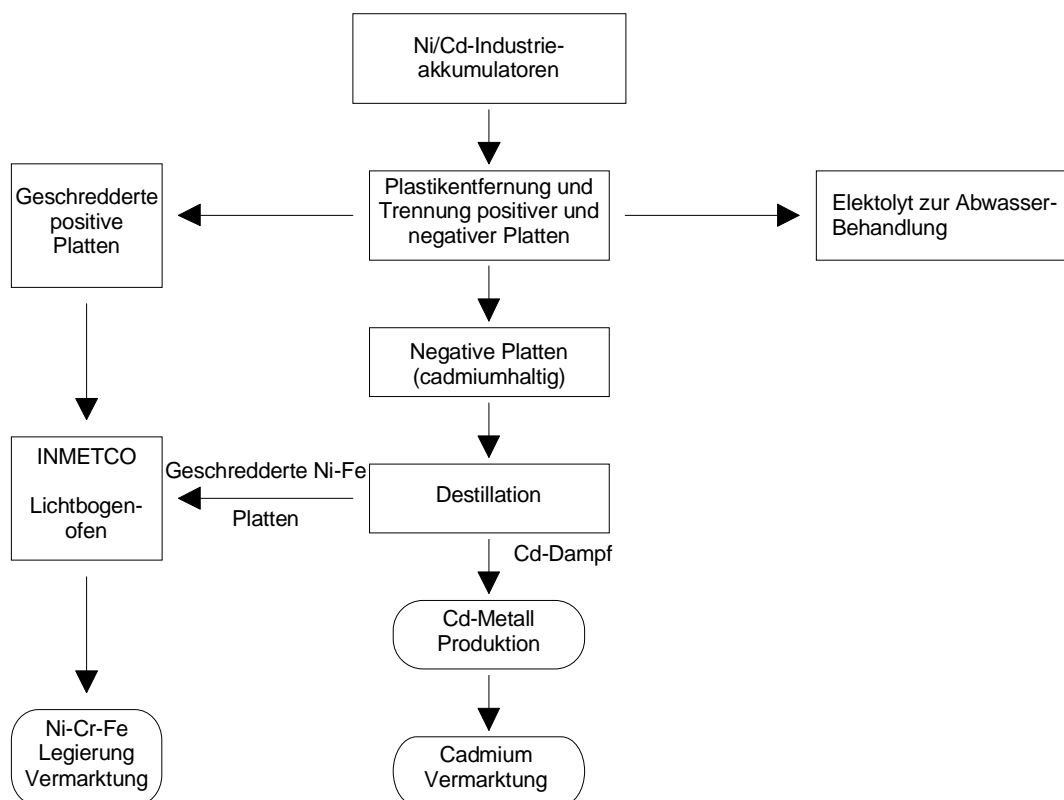 Ni/Cd-Industrie-
akkumulatoren
Geschredderte
positive
Platten
Plastikentfernung und
Trennung positiver und
negativer Platten
Elektolyt zur Abwasser-
Behandlung
Negative Platten
(cadmiumhaltig)
INMETCO
Lichtbogen-
ofen
Geschredderte Ni-Fe
Platten
Destillation
Cd-Dampf
Cd-Metall
Produktion
Ni-Cr-Fe
Legierung
Vermarktung
Cadmium
Vermarktung